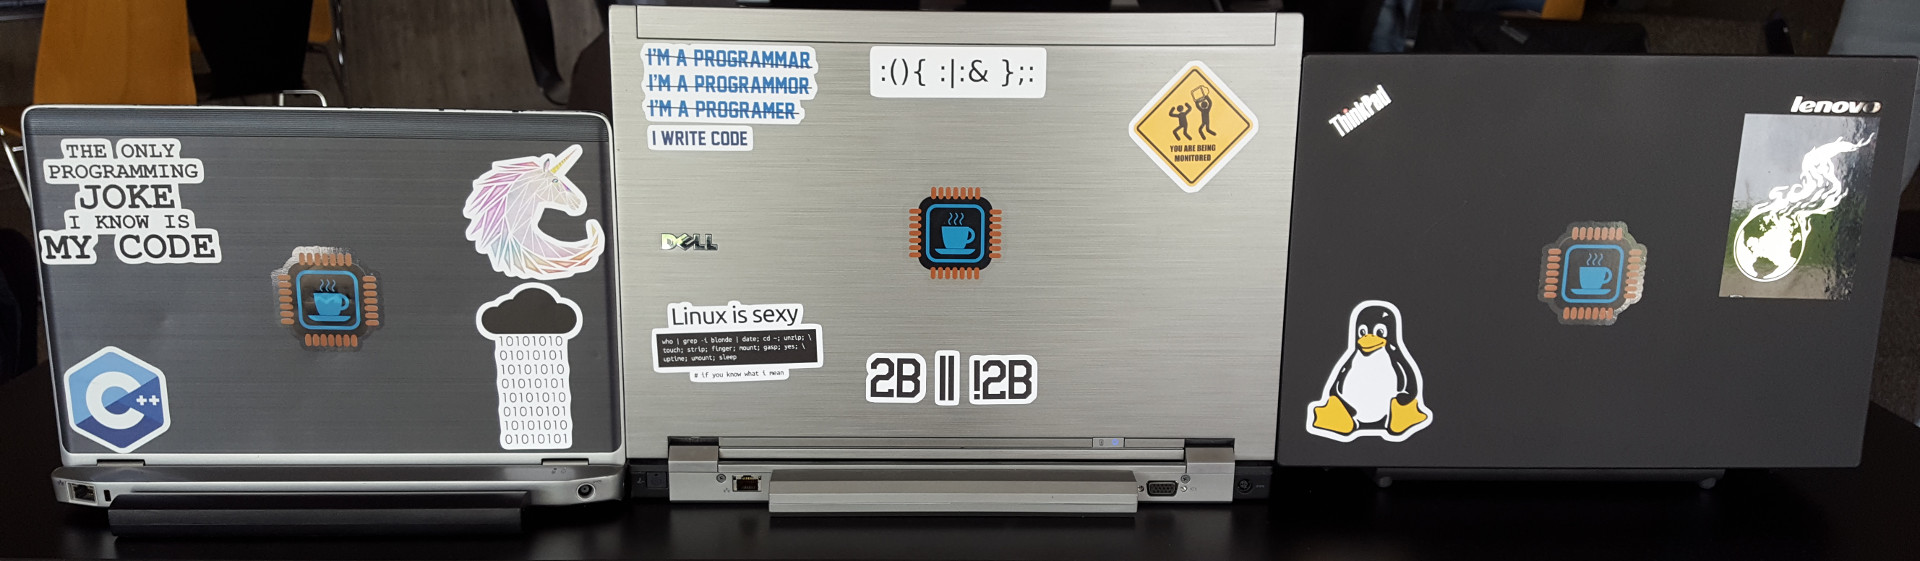 THE ONLY
PROGRAMMING
JOKE
I KNOW IS
MY CODE
C++
10101010
01010101
10101010
01010101
10101010
01010101
10101010
01010101
I'M A PROGRAMMAR
I'M A PROGRAMMOR
I'M A PROGRAMER
I WRITE CODE
:(){ :|:& };:
YOU ARE BEING
MONITORED
DELL
Linux is sexy
who | grep -i blonde | date; cd ~; unzip; \
touch; strip; finger; mount; gasp; yes; \
uptime; umount; sleep
# if you know what i mean
2B || !2B
ThinkPad
lenovo